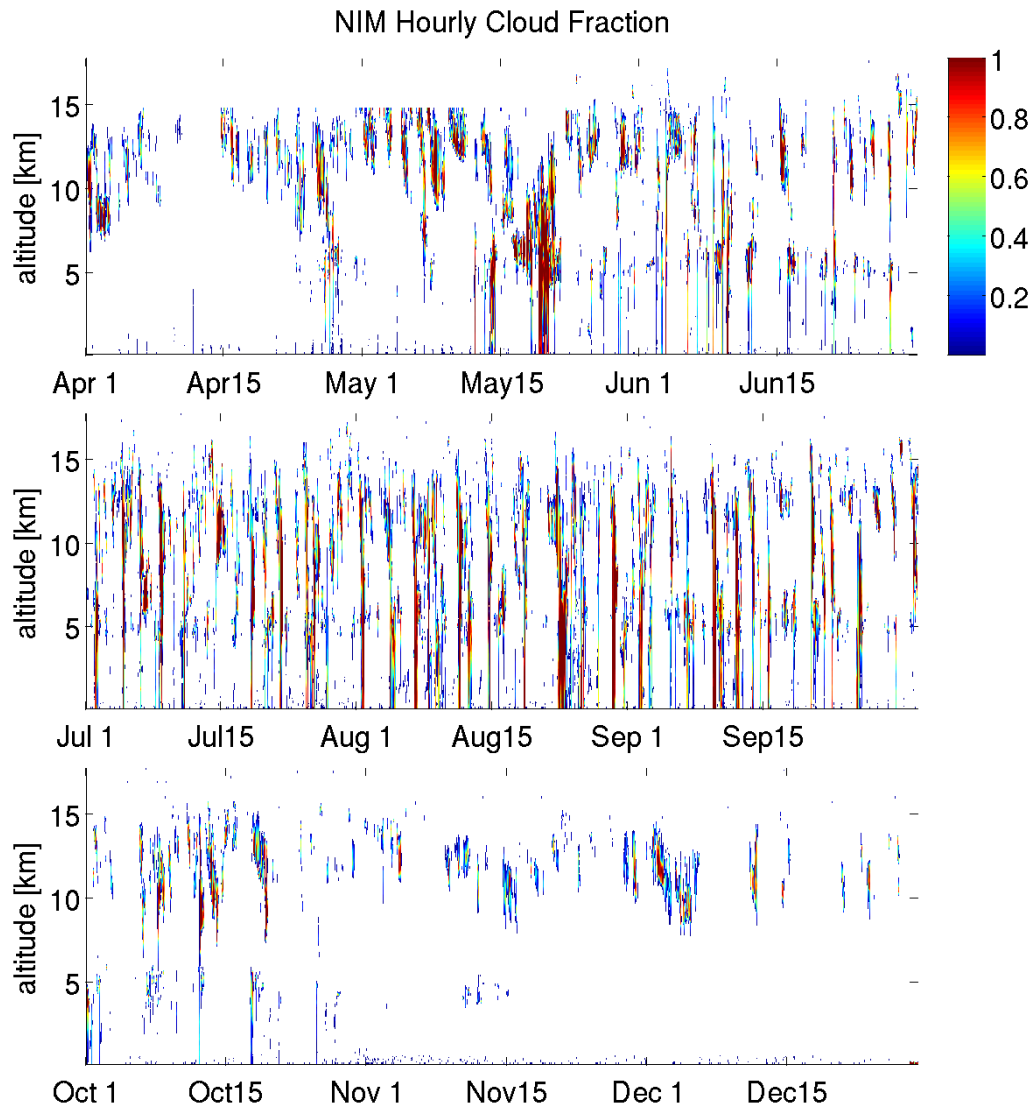 NIM Hourly Cloud Fraction
altitude [km]
15
10
5
Apr 1 Apr15 May 1 May15 Jun 1 Jun15
1
0.8
0.6
0.4
0.2
altitude [km]
15
10
5
Jul 1 Jul15 Aug 1 Aug15 Sep 1 Sep15
altitude [km]
15
10
5
Oct 1 Oct15 Nov 1 Nov15 Dec 1 Dec15